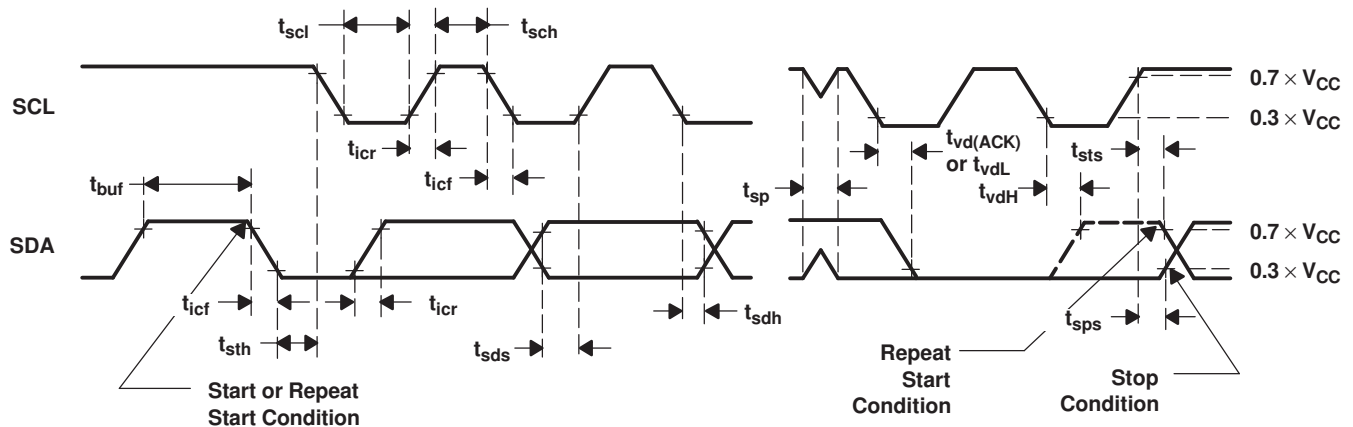 t_scl
t_sch
SCL
0.7 × V_CC
0.3 × V_CC
t_icr
t_icf
t_buf
t_vd(ACK)
or t_vdL
t_sts
t_sp
t_vdH
SDA
0.7 × V_CC
0.3 × V_CC
t_icf
t_icr
t_sth
t_sds
t_sdh
t_sps
Start or Repeat
Start Condition
Repeat
Start
Condition
Stop
Condition